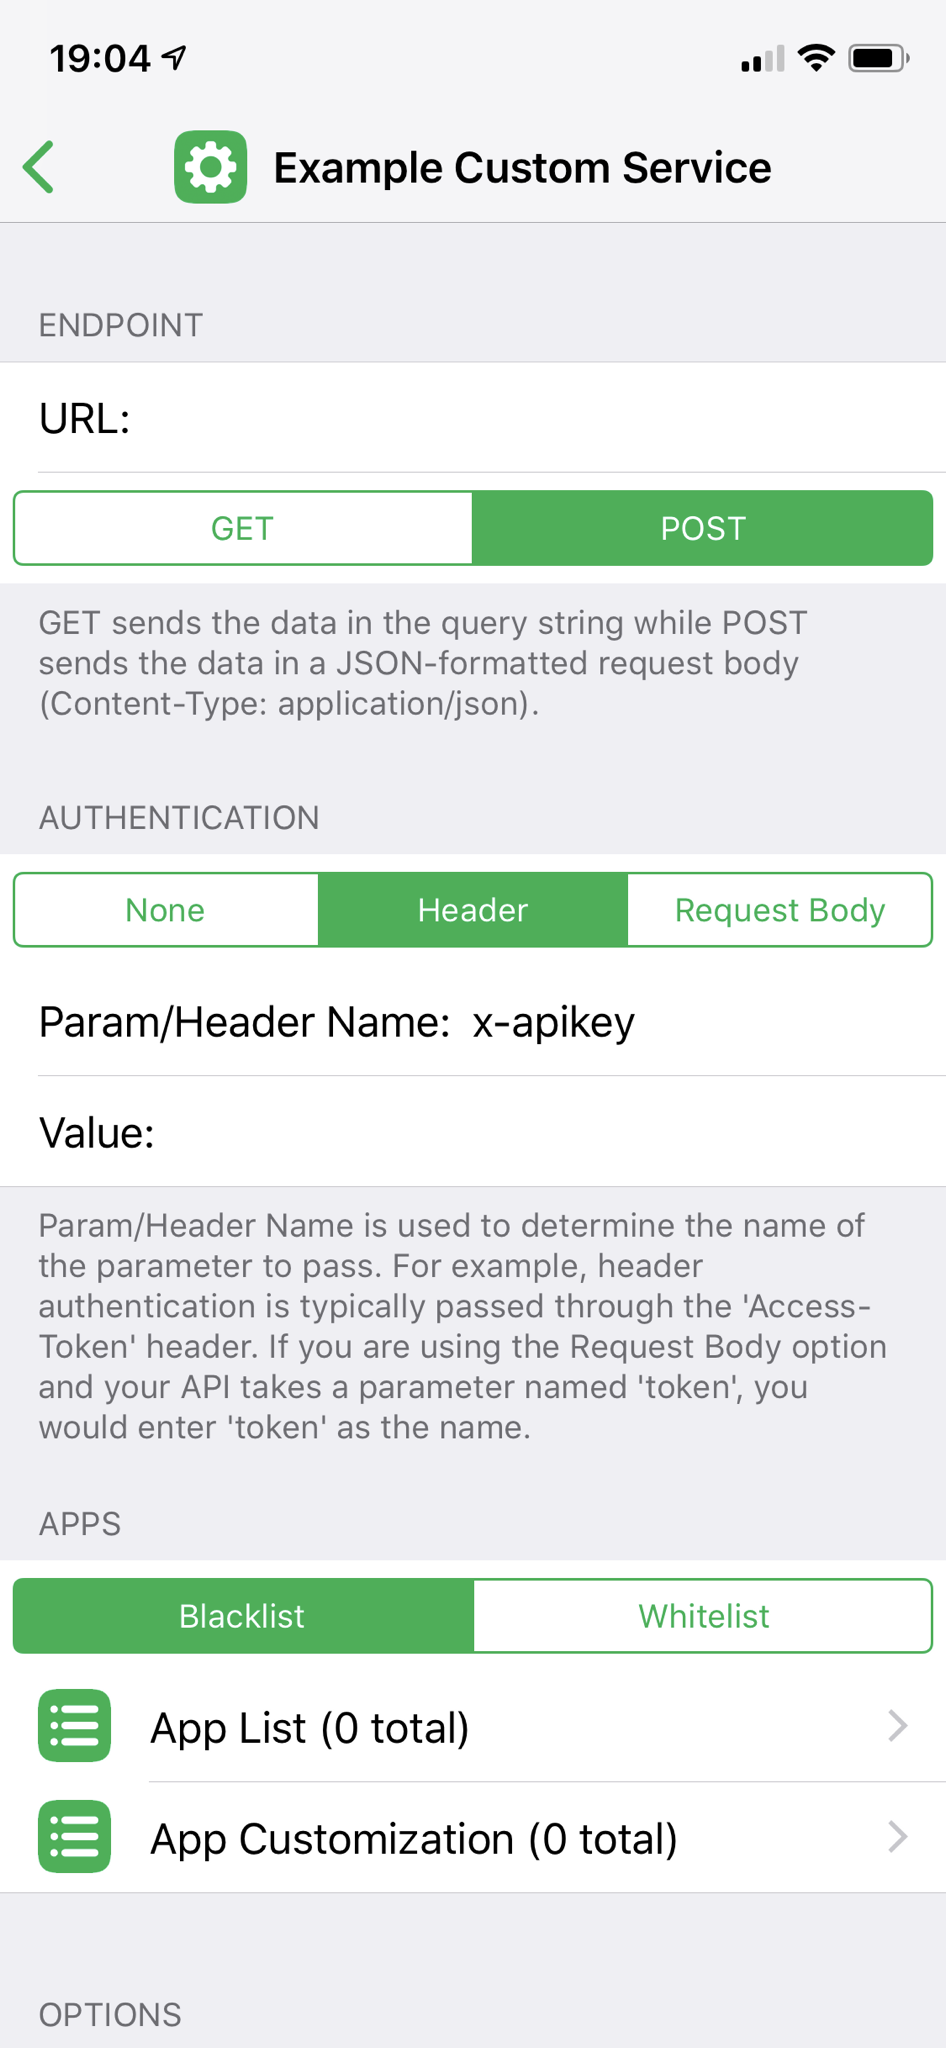 19:04
Example Custom Service
ENDPOINT
URL:
GET
POST
GET sends the data in the query string while POST
sends the data in a JSON-formatted request body
(Content-Type: application/json).
AUTHENTICATION
None
Header
Request Body
Param/Header Name: x-apikey
Value:
Param/Header Name is used to determine the name of
the parameter to pass. For example, header
authentication is typically passed through the 'Access-
Token' header. If you are using the Request Body option
and your API takes a parameter named 'token', you
would enter 'token' as the name.
APPS
Blacklist
Whitelist
App List (0 total)
App Customization (0 total)
OPTIONS